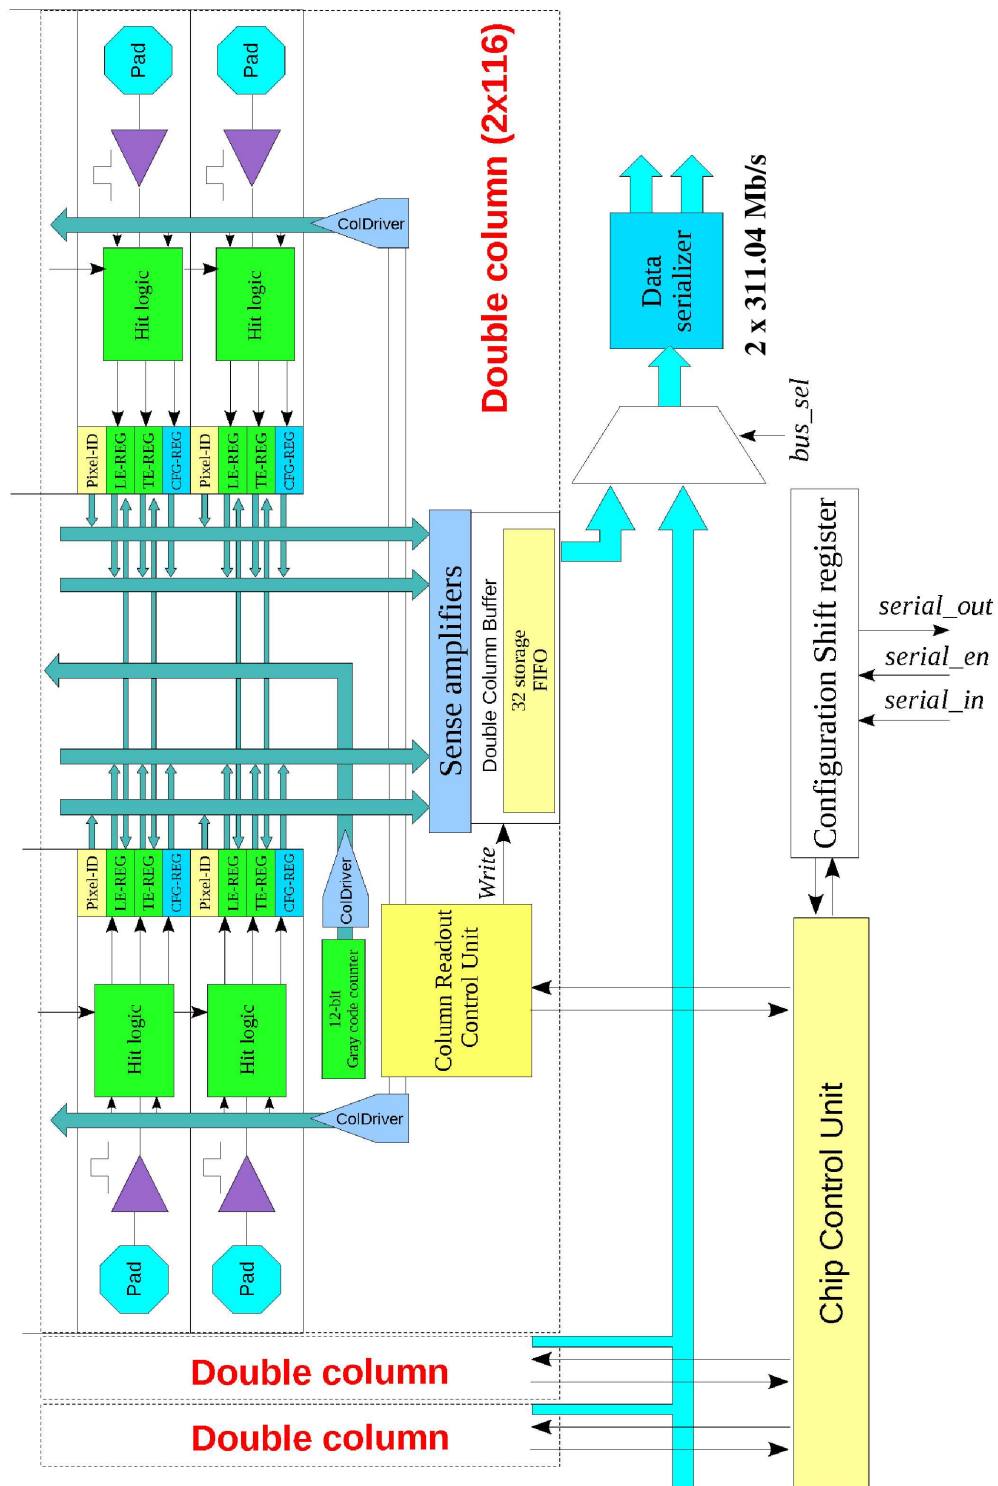 Pad
Pad
Double column (2x116)
ColDriver
Hit logic
Hit logic
Data
serializer
2 x 311.04 Mb/s
bus_sel
Pixel-ID
LE-REG
TE-REG
CFG-REG
Pixel-ID
LE-REG
TE-REG
CFG-REG
Sense amplifiers
Double Column Buffer
32 storage
FIFO
Configuration Shift register
serial_out
serial_en
serial_in
Write
Pixel-ID
LE-REG
TE-REG
CFG-REG
Pixel-ID
LE-REG
TE-REG
CFG-REG
ColDriver
12-bit
Gray code counter
Column Readout
Control Unit
Hit logic
Hit logic
ColDriver
Chip Control Unit
Pad
Pad
Double column
Double column